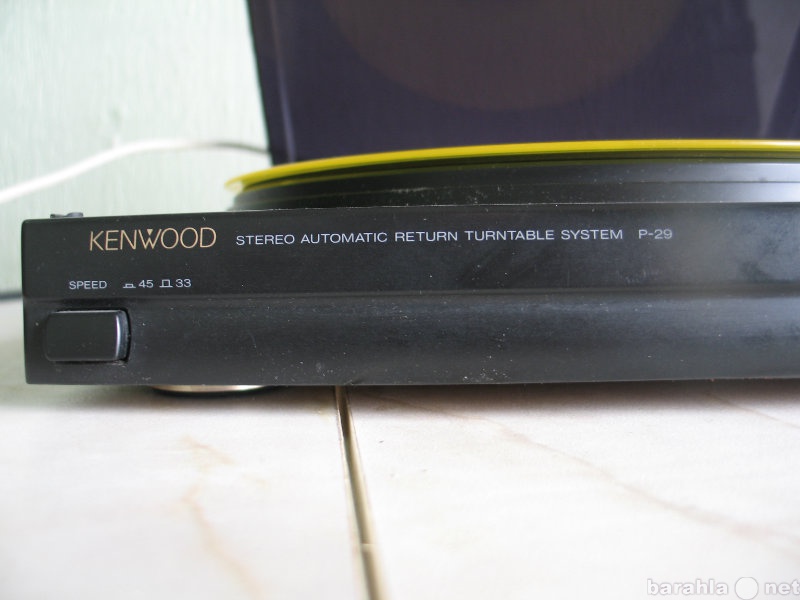 KENWOOD STEREO AUTOMATIC RETURN TURNTABLE SYSTEM P-29
SPEED 45 33
barahla net